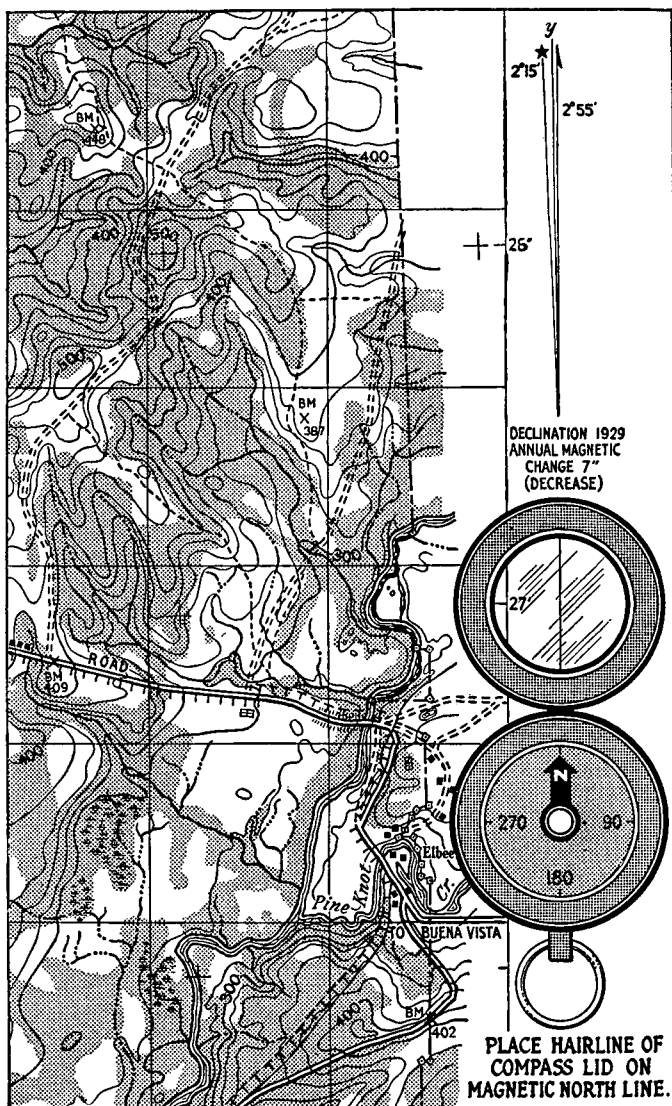 y
2°15'
2°55'
BM
448
400
400
400
500
26"
400
500
BM
387
DECLINATION 1929
ANNUAL MAGNETIC
CHANGE 7"
(DECREASE)
300
27'
ROAD
BM
409
400
N
270
90
180
Elbee
Pine Knot
Cr.
TO BUENA VISTA
300
400
BM
402
PLACE HAIRLINE OF
COMPASS LID ON
MAGNETIC NORTH LINE.